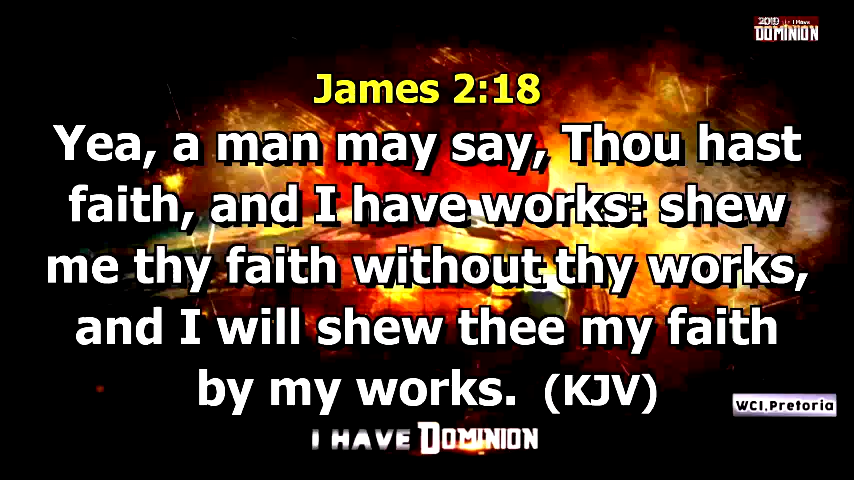 2019 I Have
DOMINION
James 2:18
Yea, a man may say, Thou hast
faith, and I have works: shew
me thy faith without thy works,
and I will shew thee my faith
by my works. (KJV)
WCI,Pretoria
I HAVE DOMINION